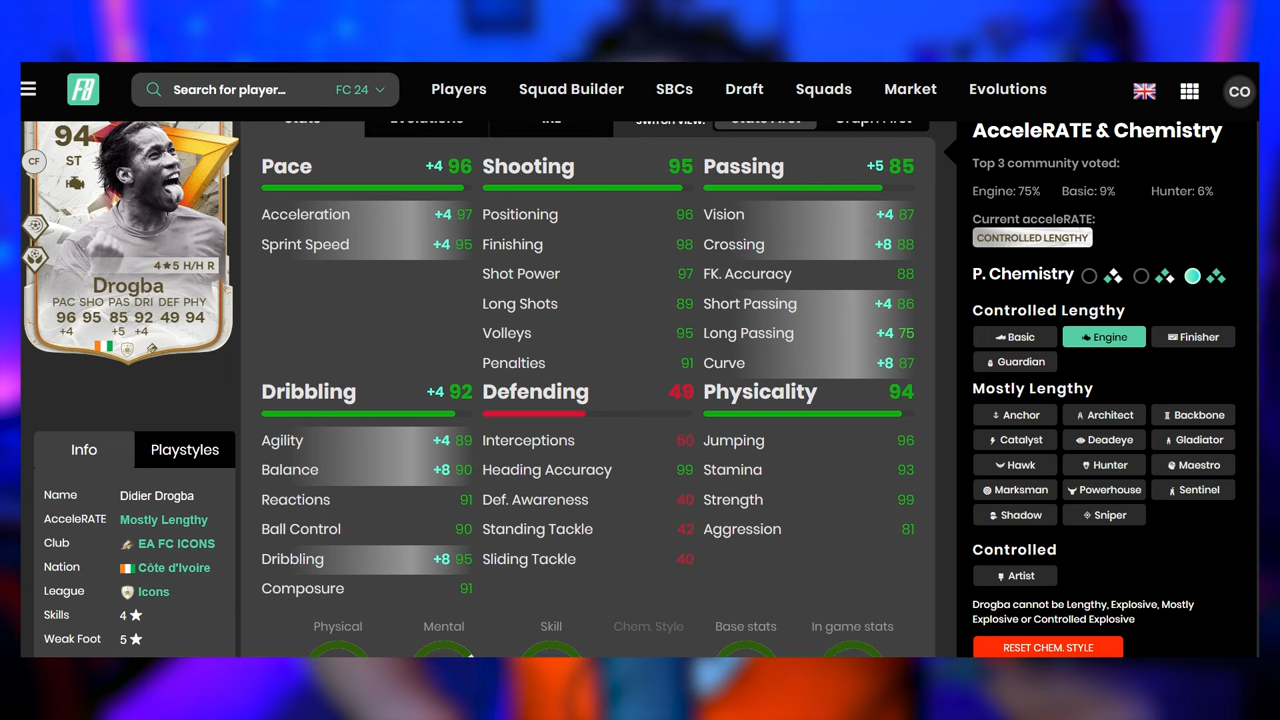 F8
Search for player...
FC 24
Players
Squad Builder
SBCs
Draft
Squads
Market
Evolutions
CO
94
ST
CF
4★5 H/H R
Drogba
PAC SHO PAS DRI DEF PHY
96 95 85 92 49 94
+4 +5 +4
Info
Playstyles
Name Didier Drogba
AcceleRATE Mostly Lengthy
Club EA FC ICONS
Nation Côte d'Ivoire
League Icons
Skills 4★
Weak Foot 5★
Stats
Evolutions
SWITCH VIEW:
Stats First
Graph First
Pace +4 96
Acceleration +4 97
Sprint Speed +4 95
Shooting 95
Positioning 96
Finishing 98
Shot Power 97
Long Shots 89
Volleys 95
Penalties 91
Passing +5 85
Vision +4 87
Crossing +8 88
FK. Accuracy 88
Short Passing +4 86
Long Passing +4 75
Curve +8 87
Dribbling +4 92
Agility +4 89
Balance +8 90
Reactions 91
Ball Control 90
Dribbling +8 95
Composure 91
Defending 49
Interceptions 50
Heading Accuracy 99
Def. Awareness 40
Standing Tackle 42
Sliding Tackle 40
Physicality 94
Jumping 96
Stamina 93
Strength 99
Aggression 81
Physical
Mental
Skill
Chem. Style
Base stats
In game stats
AcceleRATE & Chemistry
Top 3 community voted:
Engine: 75% Basic: 9% Hunter: 6%
Current acceleRATE:
CONTROLLED LENGTHY
P. Chemistry
Controlled Lengthy
Basic
Engine
Finisher
Guardian
Mostly Lengthy
Anchor
Architect
Backbone
Catalyst
Deadeye
Gladiator
Hawk
Hunter
Maestro
Marksman
Powerhouse
Sentinel
Shadow
Sniper
Controlled
Artist
Drogba cannot be Lengthy, Explosive, Mostly
Explosive or Controlled Explosive
RESET CHEM. STYLE